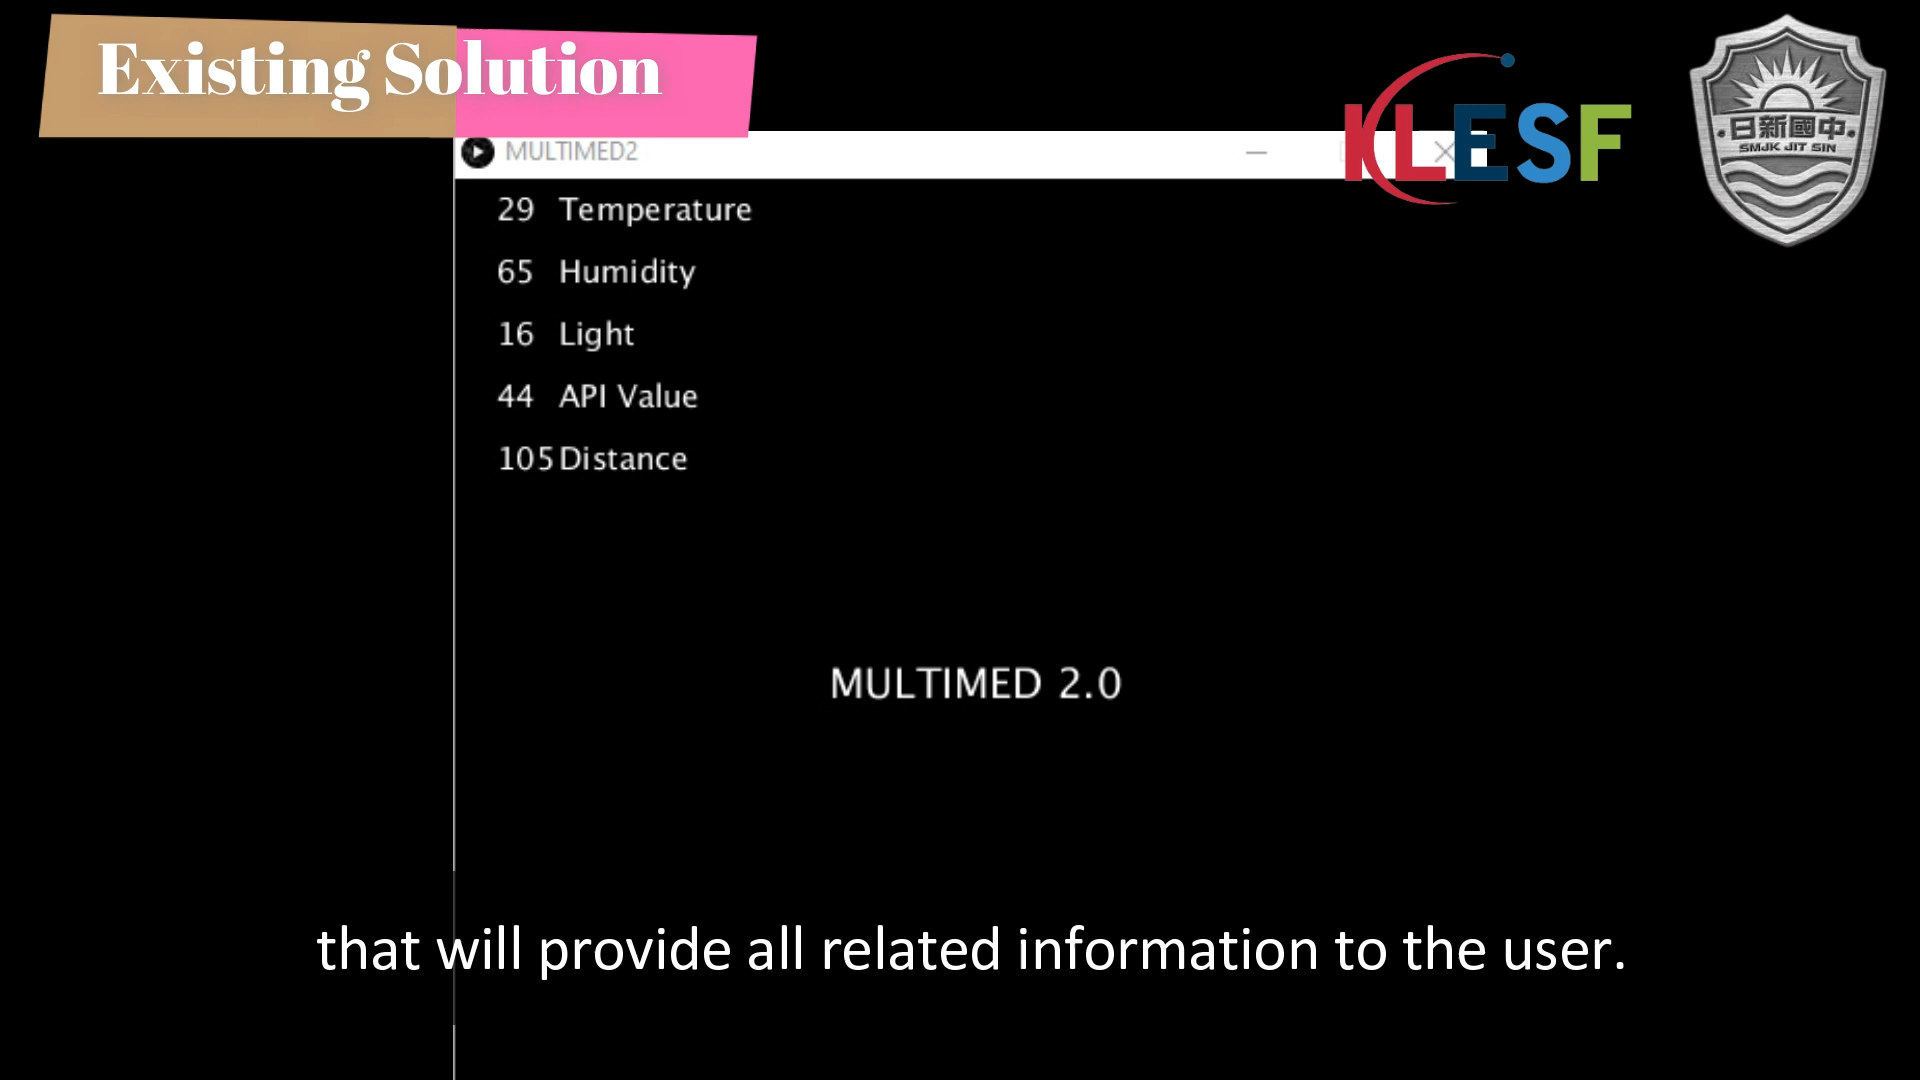 Existing Solution
KLESF
日新國中
SMJK JIT SIN
MULTIMED2
29 Temperature
65 Humidity
16 Light
44 API Value
105 Distance
MULTIMED 2.0
that will provide all related information to the user.